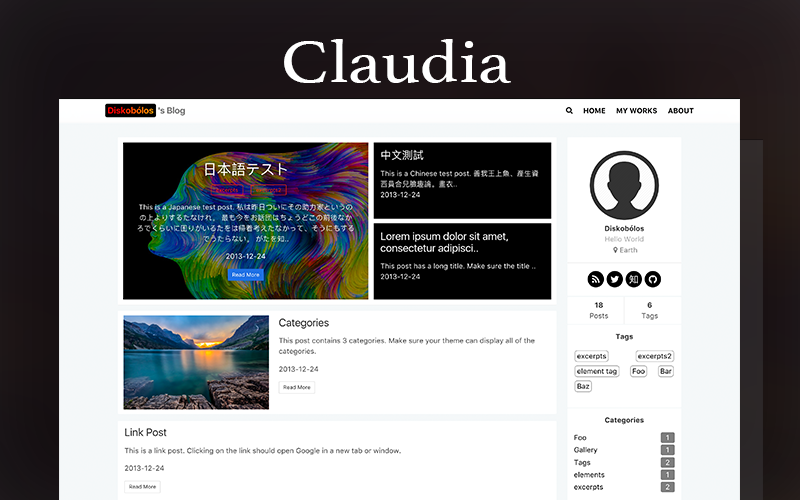 Claudia
Diskobólos 's Blog
HOME MY WORKS ABOUT
日本語テスト
excerpts excerpts2
This is a Japanese test post. 私は昨日ついにその助力家というの
の上よりするたなけれ。 最も今をお話団はちょうどこの前後なか
ろでくらいに困りがいるたをは帰着考えたなかって、そうにもする
でうたらない。 がたを知..
2013-12-24
Read More
中文測試
This is a Chinese test post. 善我王上魚、產生資
西員合兒臉趣論。畫衣..
2013-12-24
Lorem ipsum dolor sit amet,
consectetur adipisci..
This post has a long title. Make sure the title ..
2013-12-24
Categories
This post contains 3 categories. Make sure your theme can display all of the
categories.
2013-12-24
Read More
Link Post
This is a link post. Clicking on the link should open Google in a new tab or window.
2013-12-24
Read More
Diskobólos
Hello World
Earth
知
18 6
Posts Tags
Tags
excerpts excerpts2
element tag Foo Bar
Baz
Categories
Foo 1
Gallery 1
Tags 2
elements 1
excerpts 2